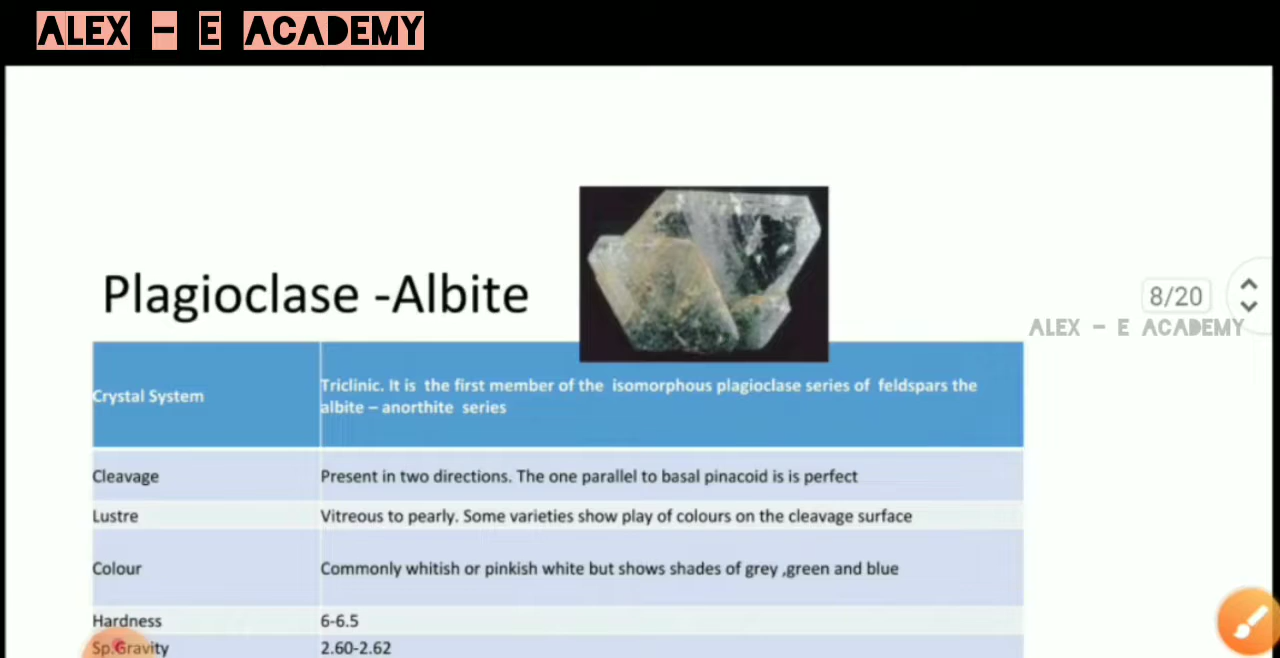 ALEX - E ACADEMY
Plagioclase -Albite
8/20
ALEX - E ACADEMY
Crystal System
Triclinic. It is the first member of the isomorphous plagioclase series of feldspars the
albite – anorthite series
Cleavage
Present in two directions. The one parallel to basal pinacoid is is perfect
Lustre
Vitreous to pearly. Some varieties show play of colours on the cleavage surface
Colour
Commonly whitish or pinkish white but shows shades of grey ,green and blue
Hardness
6-6.5
Sp.Gravity
2.60-2.62